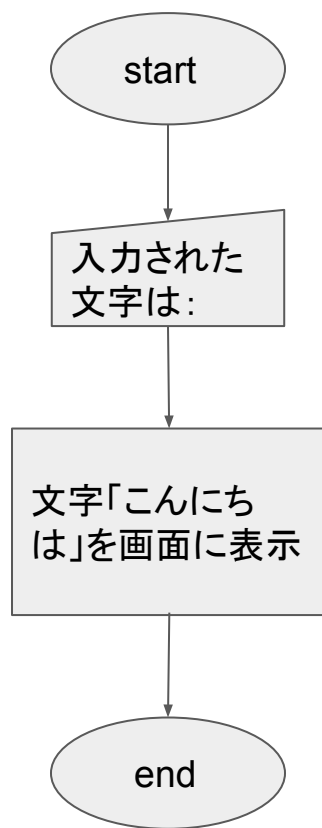 start
入力された
文字は：
文字「こんにち
は」を画面に表示
end